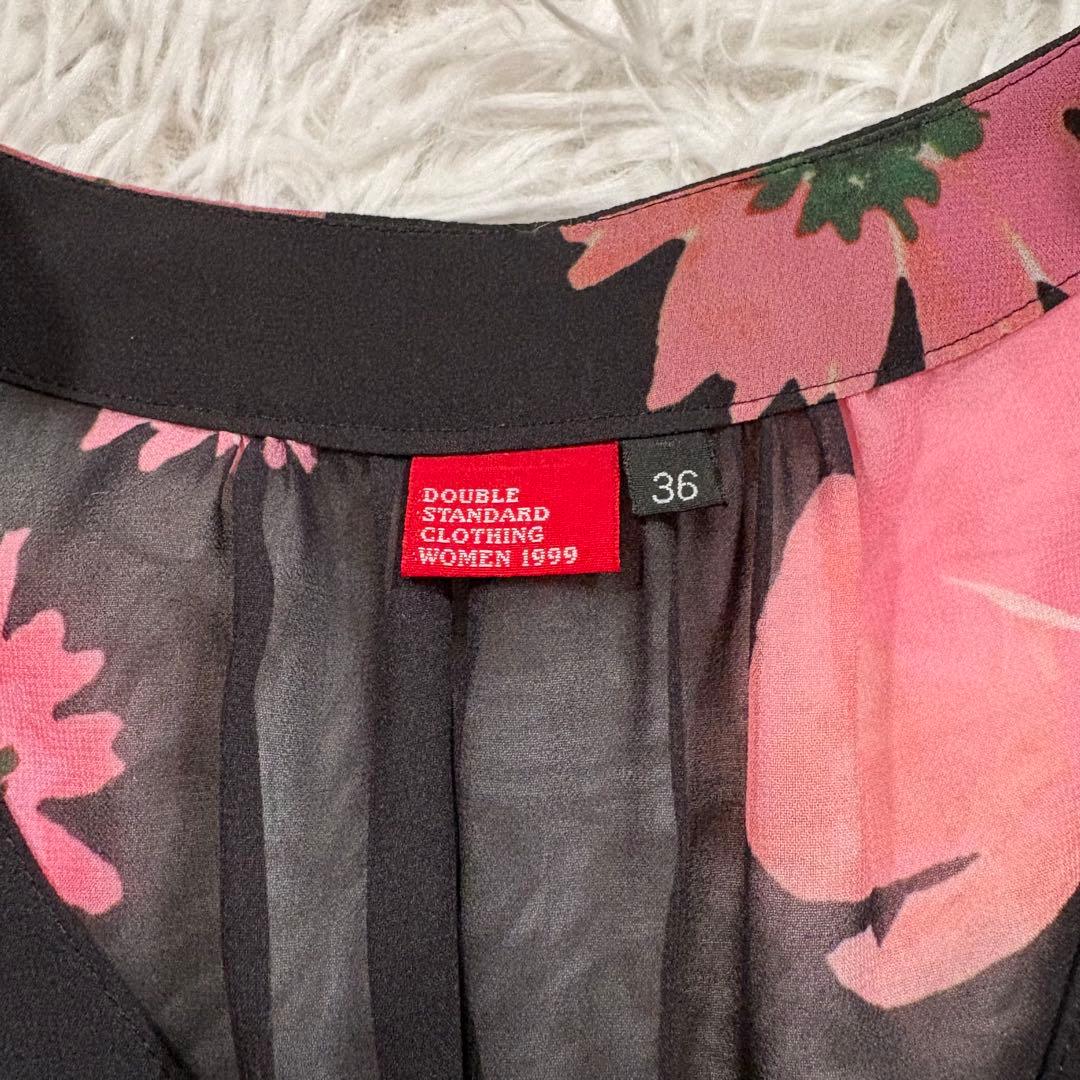 DOUBLE
STANDARD
CLOTHING
WOMEN 1999
36